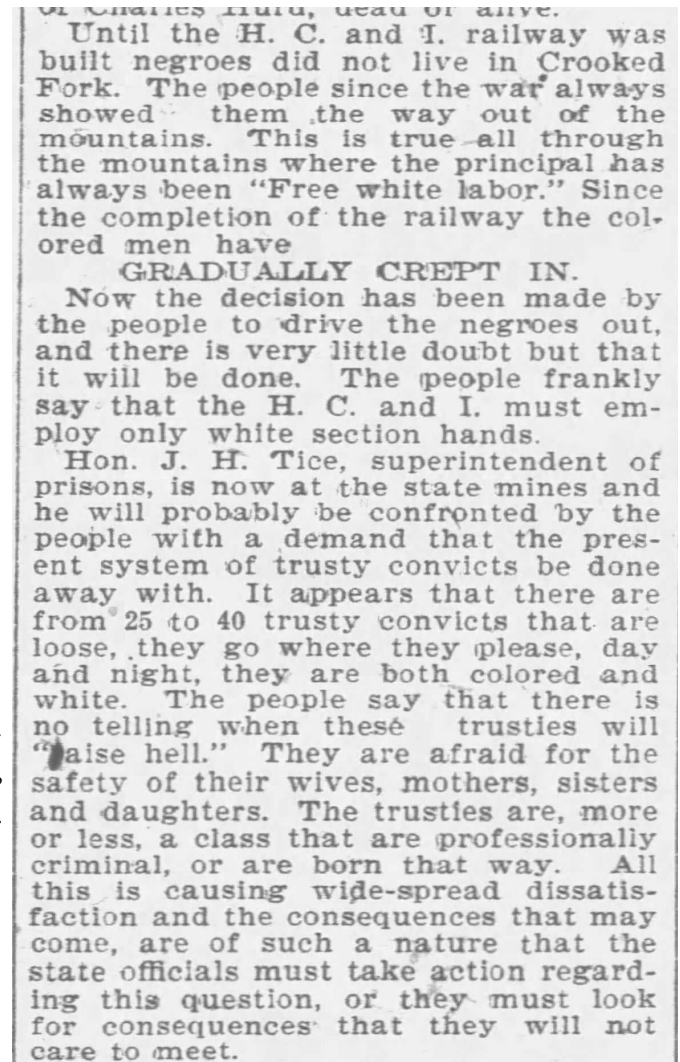 of Charles Hurd, dead or alive.
Until the H. C. and I. railway was
built negroes did not live in Crooked
Fork. The people since the war always
showed them the way out of the
mountains. This is true all through
the mountains where the principal has
always been "Free white labor." Since
the completion of the railway the col-
ored men have
GRADUALLY CREPT IN.
Now the decision has been made by
the people to drive the negroes out,
and there is very little doubt but that
it will be done. The people frankly
say that the H. C. and I. must em-
ploy only white section hands.
Hon. J. H. Tice, superintendent of
prisons, is now at the state mines and
he will probably be confronted by the
people with a demand that the pres-
ent system of trusty convicts be done
away with. It appears that there are
from 25 to 40 trusty convicts that are
loose, they go where they please, day
and night, they are both colored and
white. The people say that there is
no telling when these trusties will
"raise hell." They are afraid for the
safety of their wives, mothers, sisters
and daughters. The trusties are, more
or less, a class that are professionally
criminal, or are born that way. All
this is causing wide-spread dissatis-
faction and the consequences that may
come, are of such a nature that the
state officials must take action regard-
ing this question, or they must look
for consequences that they will not
care to meet.